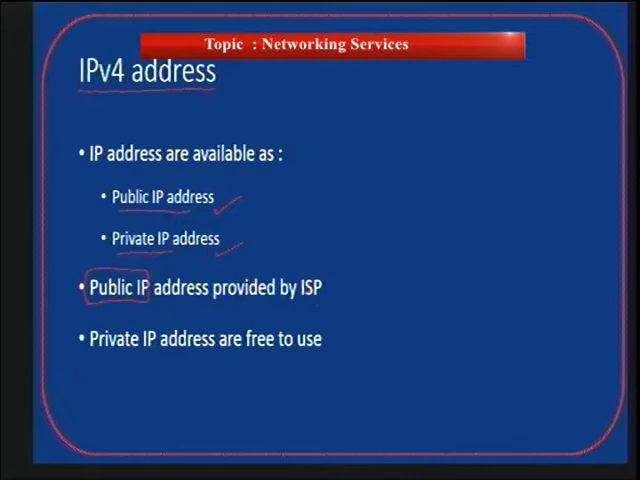 Topic : Networking Services
IPv4 address
• IP address are available as :
• Public IP address
• Private IP address
• Public IP address provided by ISP
• Private IP address are free to use